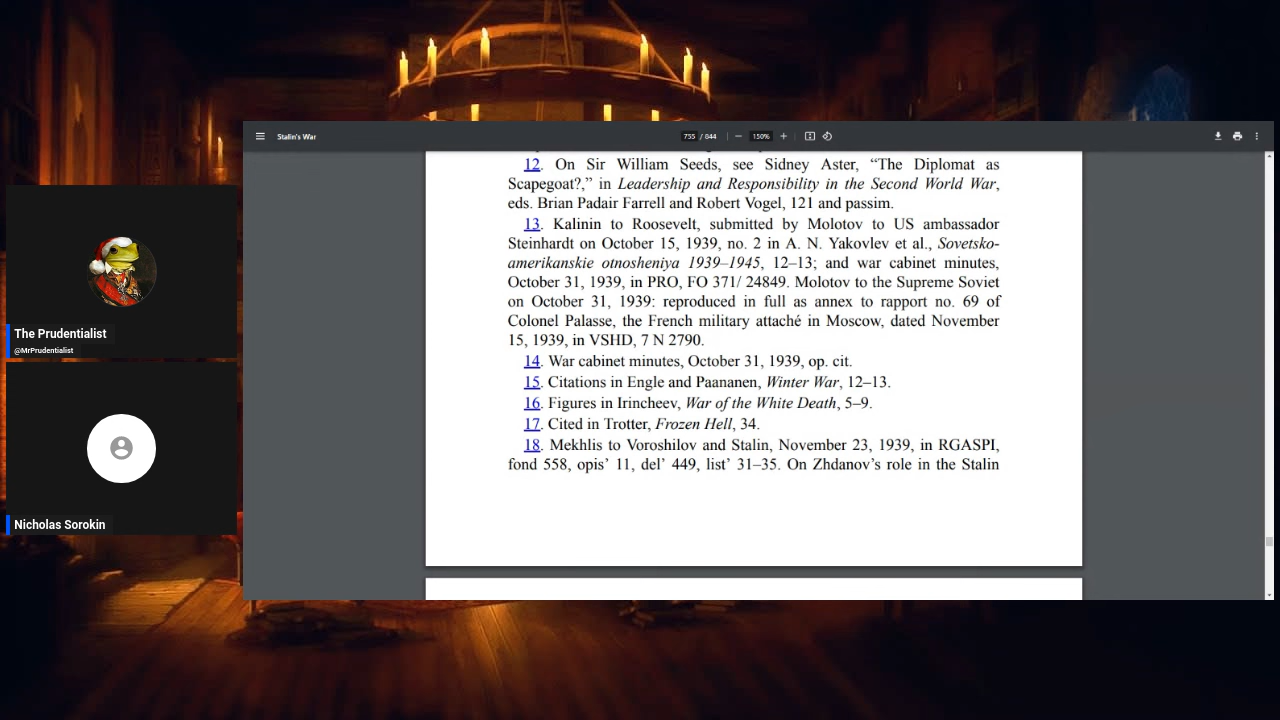 Stalin's War
755 / 844
150%
12. On Sir William Seeds, see Sidney Aster, “The Diplomat as
Scapegoat?,” in Leadership and Responsibility in the Second World War,
eds. Brian Padair Farrell and Robert Vogel, 121 and passim.
13. Kalinin to Roosevelt, submitted by Molotov to US ambassador
Steinhardt on October 15, 1939, no. 2 in A. N. Yakovlev et al., Sovetsko-
amerikanskie otnosheniya 1939–1945, 12–13; and war cabinet minutes,
October 31, 1939, in PRO, FO 371/ 24849. Molotov to the Supreme Soviet
on October 31, 1939: reproduced in full as annex to rapport no. 69 of
Colonel Palasse, the French military attaché in Moscow, dated November
15, 1939, in VSHD, 7 N 2790.
14. War cabinet minutes, October 31, 1939, op. cit.
15. Citations in Engle and Paananen, Winter War, 12–13.
16. Figures in Irincheev, War of the White Death, 5–9.
17. Cited in Trotter, Frozen Hell, 34.
18. Mekhlis to Voroshilov and Stalin, November 23, 1939, in RGASPI,
fond 558, opis’ 11, del’ 449, list’ 31–35. On Zhdanov’s role in the Stalin
The Prudentialist
@MrPrudentialist
Nicholas Sorokin